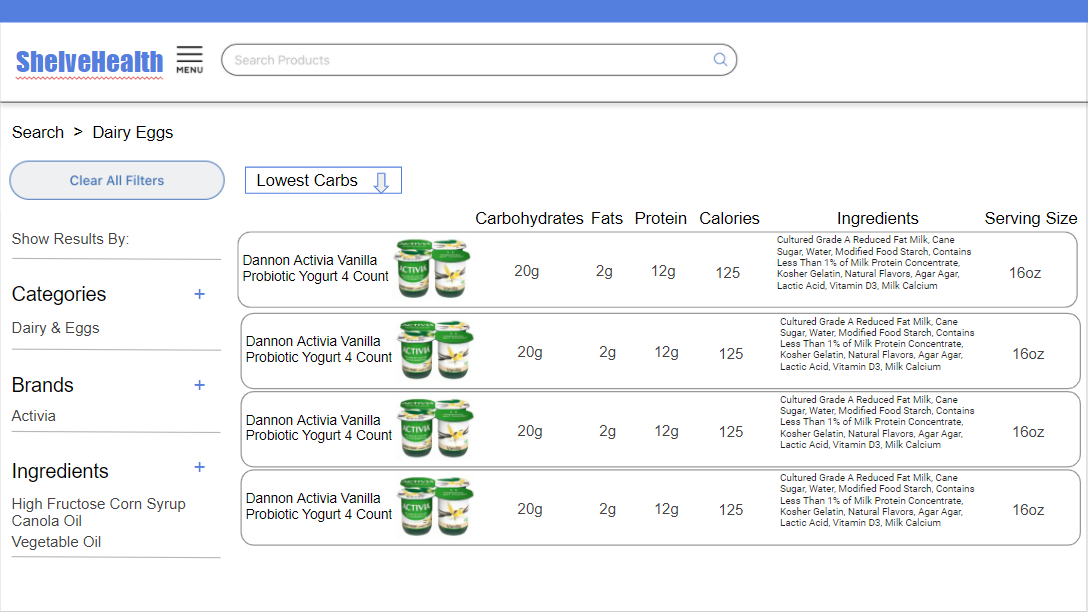 ShelveHealth
MENU
Search Products
Search > Dairy Eggs
Clear All Filters
Lowest Carbs
Show Results By:
Categories +
Dairy & Eggs
Brands +
Activia
Ingredients +
High Fructose Corn Syrup
Canola Oil
Vegetable Oil
Carbohydrates Fats Protein Calories Ingredients Serving Size
Dannon Activia Vanilla
Probiotic Yogurt 4 Count
ACTIVIA
20g 2g 12g 125
Cultured Grade A Reduced Fat Milk, Cane
Sugar, Water, Modified Food Starch, Contains
Less Than 1% of Milk Protein Concentrate,
Kosher Gelatin, Natural Flavors, Agar Agar,
Lactic Acid, Vitamin D3, Milk Calcium
16oz
Dannon Activia Vanilla
Probiotic Yogurt 4 Count
ACTIVIA
20g 2g 12g 125
Cultured Grade A Reduced Fat Milk, Cane
Sugar, Water, Modified Food Starch, Contains
Less Than 1% of Milk Protein Concentrate,
Kosher Gelatin, Natural Flavors, Agar Agar,
Lactic Acid, Vitamin D3, Milk Calcium
16oz
Dannon Activia Vanilla
Probiotic Yogurt 4 Count
ACTIVIA
20g 2g 12g 125
Cultured Grade A Reduced Fat Milk, Cane
Sugar, Water, Modified Food Starch, Contains
Less Than 1% of Milk Protein Concentrate,
Kosher Gelatin, Natural Flavors, Agar Agar,
Lactic Acid, Vitamin D3, Milk Calcium
16oz
Dannon Activia Vanilla
Probiotic Yogurt 4 Count
ACTIVIA
20g 2g 12g 125
Cultured Grade A Reduced Fat Milk, Cane
Sugar, Water, Modified Food Starch, Contains
Less Than 1% of Milk Protein Concentrate,
Kosher Gelatin, Natural Flavors, Agar Agar,
Lactic Acid, Vitamin D3, Milk Calcium
16oz